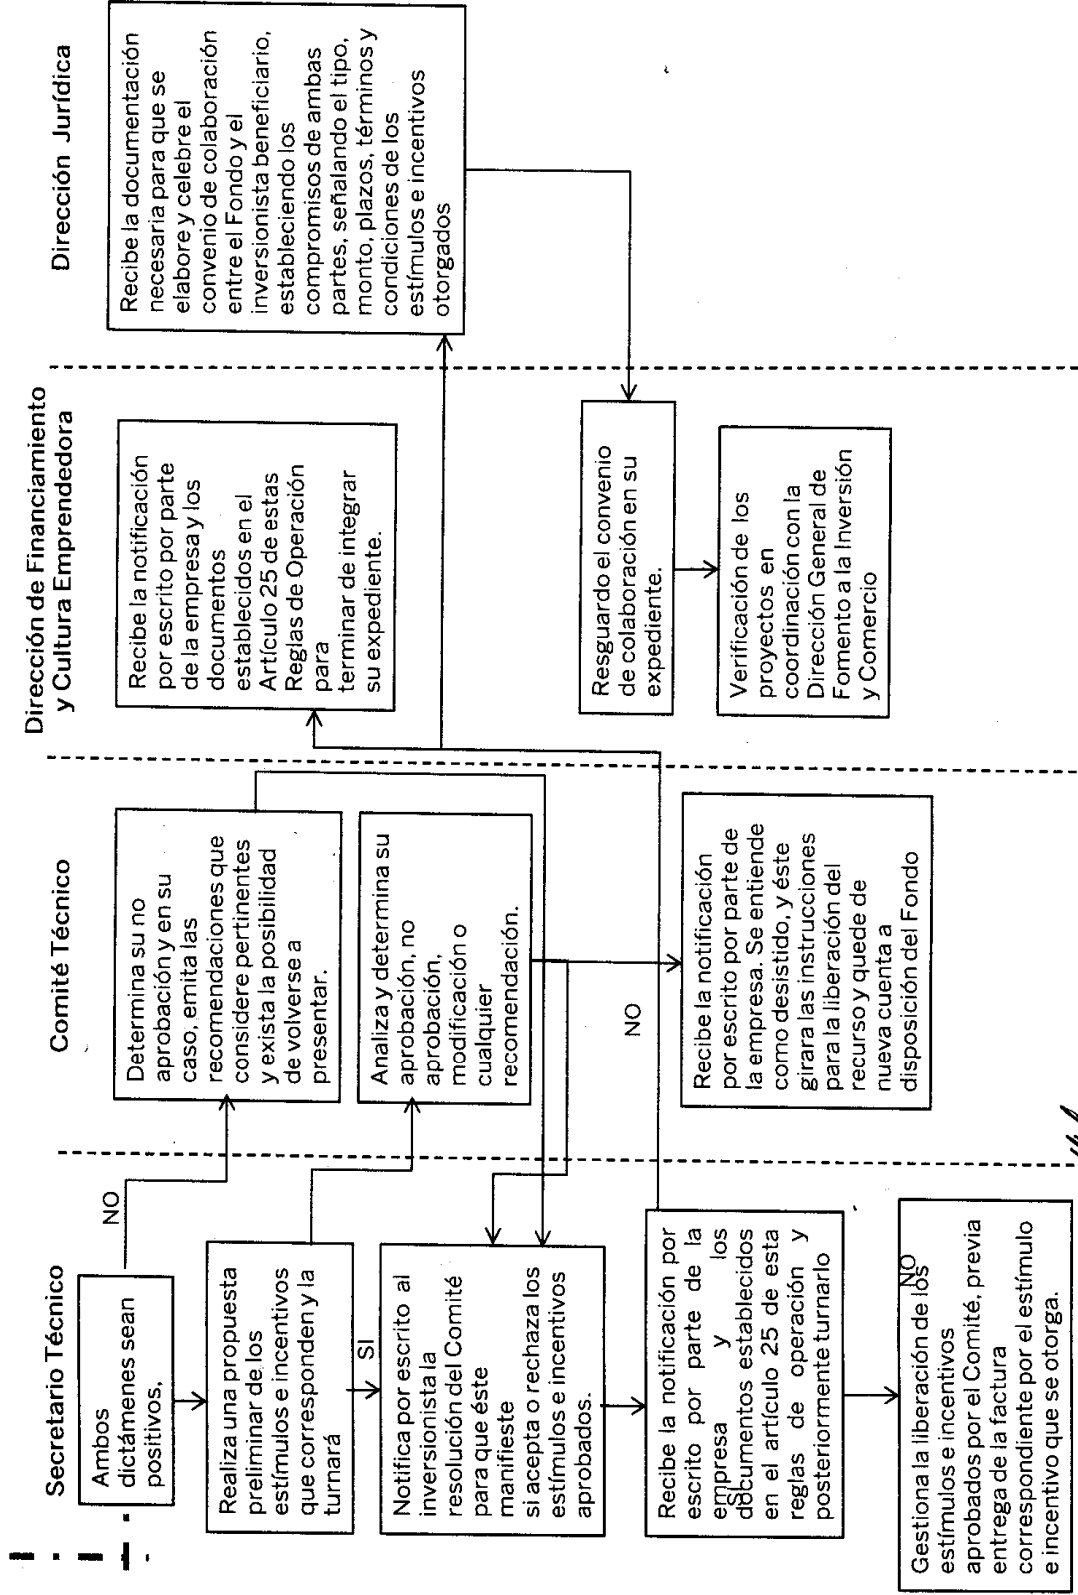 Secretario Técnico
Ambos
dictámenes sean
positivos,
NO
Realiza una propuesta
preliminar de los
estímulos e incentivos
que corresponden y la
turnará
SI
Notifica por escrito al
inversionista la
resolución del Comité
para que éste
manifieste
si acepta o rechaza los
estímulos e incentivos
aprobados.
Recibe la notificación por
escrito por parte de la
empresa y los
documentos establecidos
en el artículo 25 de esta
reglas de operación y
posteriormente turnarlo
SI
NO
Gestiona la liberación de los
estímulos e incentivos
aprobados por el Comité, previa
entrega de la factura
correspondiente por el estímulo
e incentivo que se otorga.
Comité Técnico
Determina su no
aprobación y en su
caso, emita las
recomendaciones que
considere pertinentes
y exista la posibilidad
de volverse a
presentar.
Analiza y determina su
aprobación, no
aprobación,
modificación o
cualquier
recomendación.
NO
Recibe la notificación
por escrito por parte de
la empresa. Se entiende
como desistido, y éste
girará las instrucciones
para la liberación del
recurso y quede de
nueva cuenta a
disposición del Fondo
Dirección de Financiamiento
y Cultura Emprendedora
Recibe la notificación
por escrito por parte
de la empresa y los
documentos
establecidos en el
Artículo 25 de estas
Reglas de Operación
para
terminar de integrar
su expediente.
Resguardo el convenio
de colaboración en su
expediente.
Verificación de los
proyectos en
coordinación con la
Dirección General de
Fomento a la Inversión
y Comercio
Dirección Jurídica
Recibe la documentación
necesaria para que se
elabore y celebre el
convenio de colaboración
entre el Fondo y el
inversionista beneficiario,
estableciendo los
compromisos de ambas
partes, señalando el tipo,
monto, plazos, términos y
condiciones de los
estímulos e incentivos
otorgados